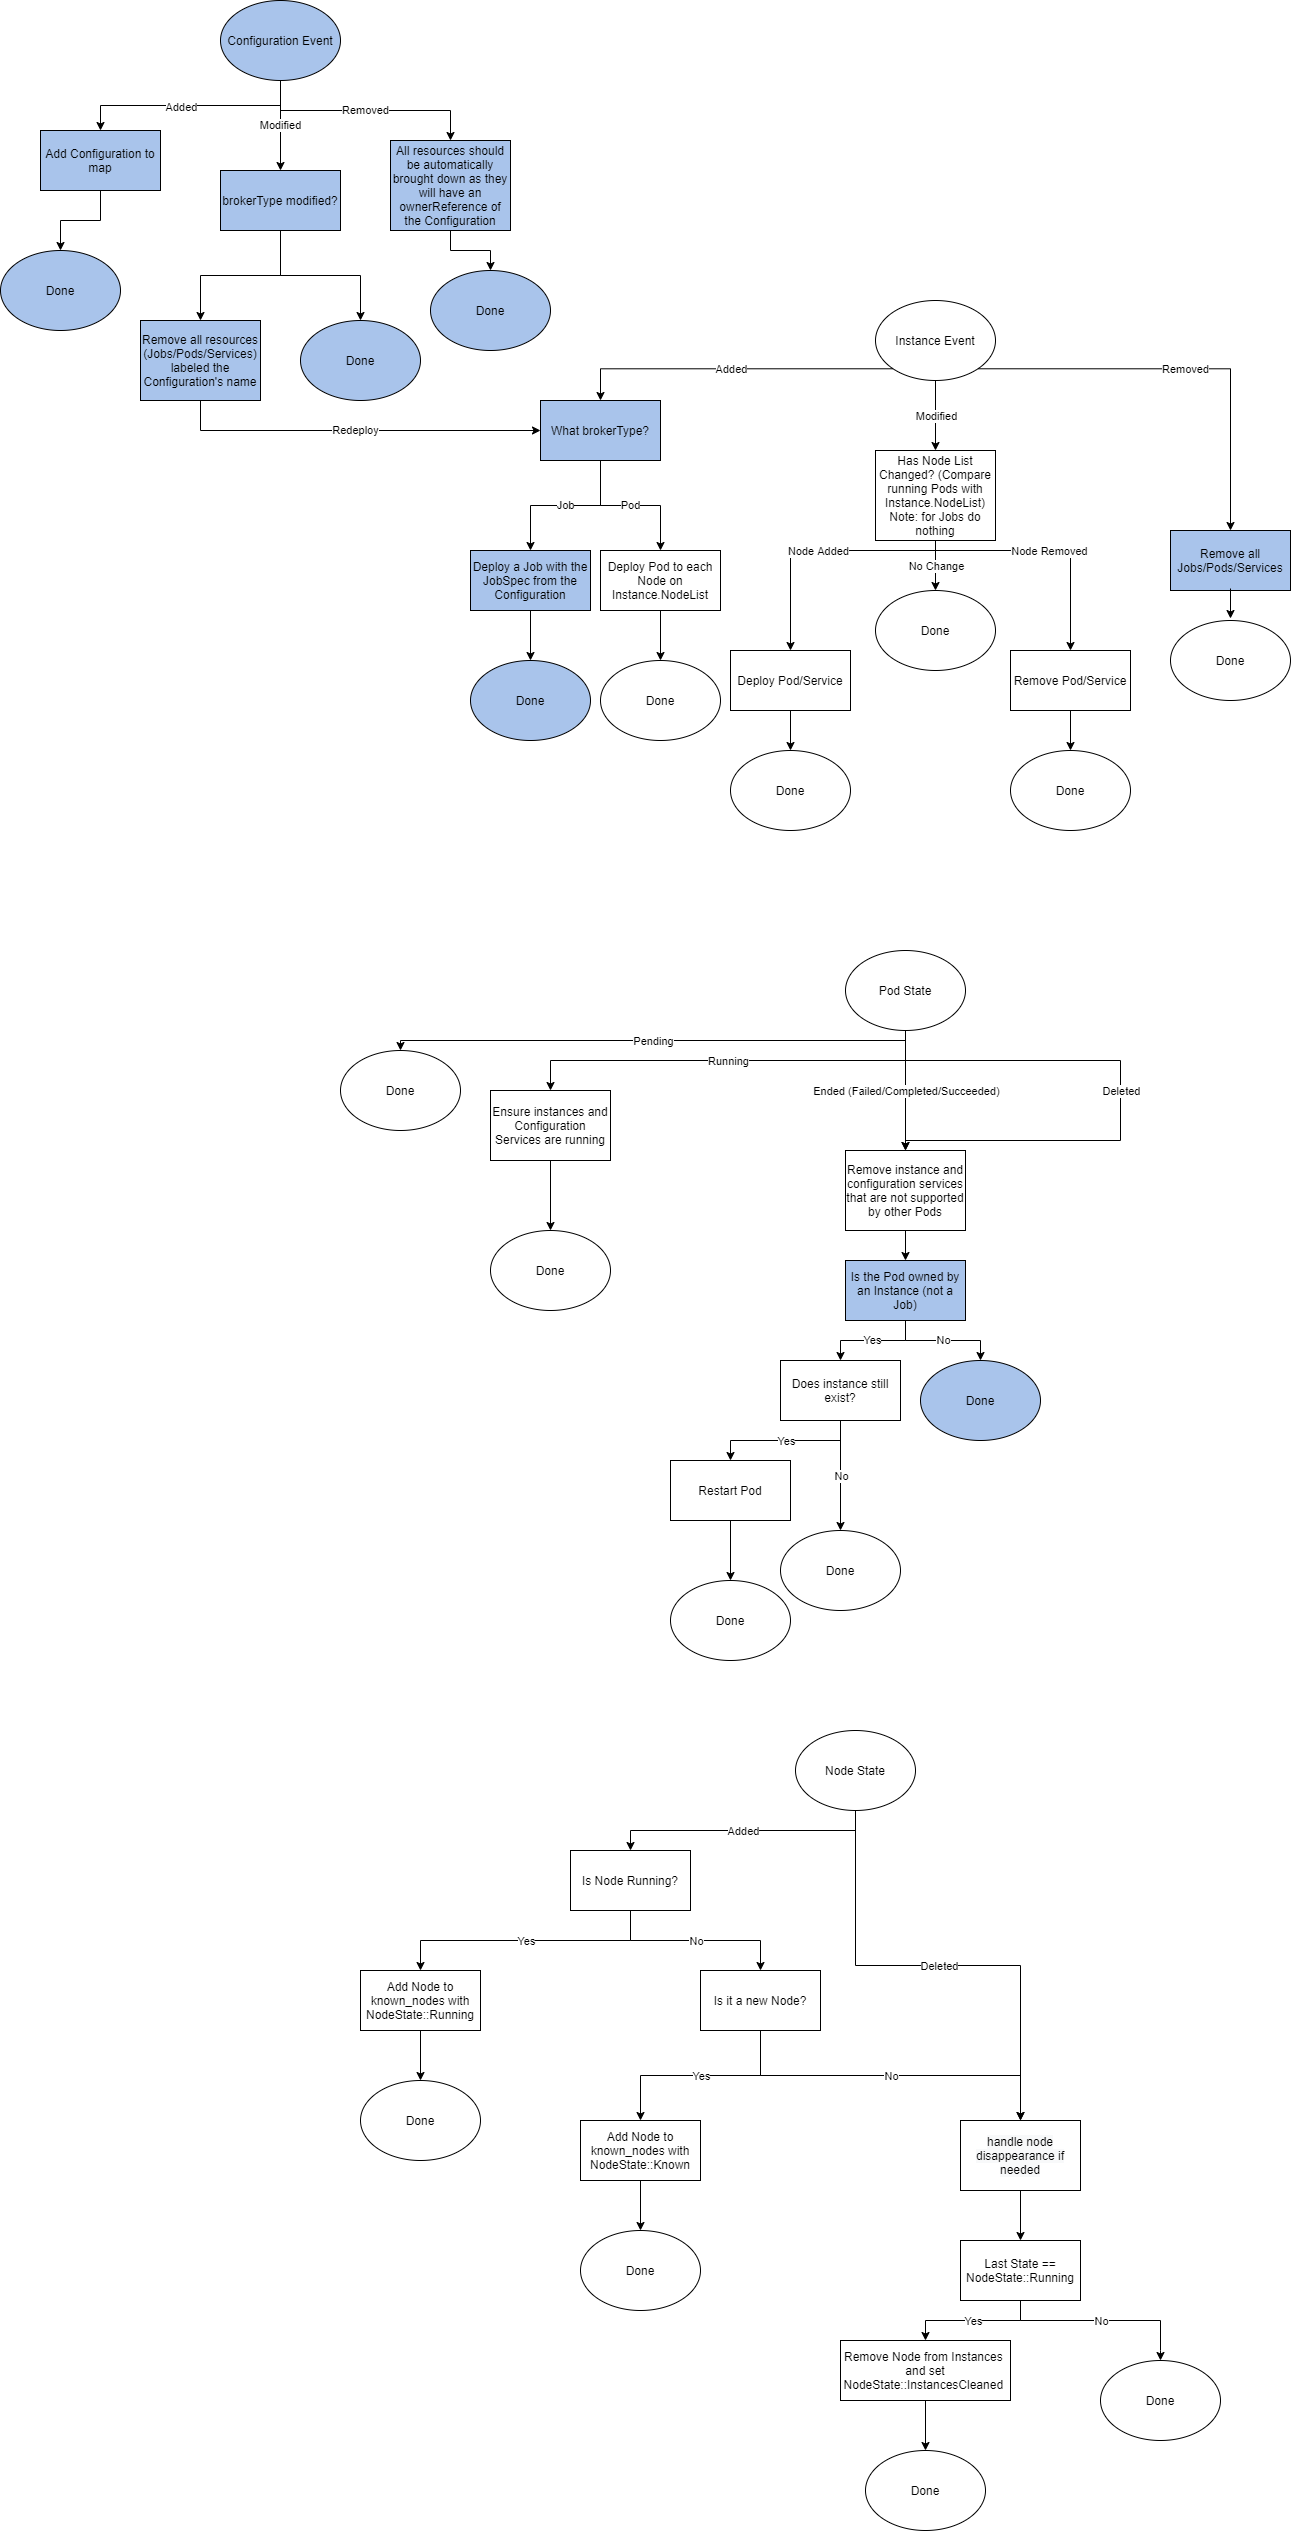 Configuration Event
Added
Removed
Modified
Add Configuration to
map
brokerType modified?
All resources should
be automatically
brought down as they
will have an
ownerReference of
the Configuration
Done
Done
Remove all resources
(Jobs/Pods/Services)
labeled the
Configuration's name
Done
Redeploy
Instance Event
Added
Modified
Removed
What brokerType?
Job
Pod
Deploy a Job with the
JobSpec from the
Configuration
Deploy Pod to each
Node on
Instance.NodeList
Done
Done
Has Node List
Changed? (Compare
running Pods with
Instance.NodeList)
Note: for Jobs do
nothing
Node Added
No Change
Node Removed
Done
Deploy Pod/Service
Remove Pod/Service
Done
Done
Remove all
Jobs/Pods/Services
Done
Pod State
Pending
Running
Ended (Failed/Completed/Succeeded)
Deleted
Done
Ensure instances and
Configuration
Services are running
Done
Remove instance and
configuration services
that are not supported
by other Pods
Is the Pod owned by
an Instance (not a
Job)
Yes
No
Does instance still
exist?
Done
Yes
No
Restart Pod
Done
Done
Node State
Added
Is Node Running?
Yes
No
Deleted
Add Node to
known_nodes with
NodeState::Running
Is it a new Node?
Done
Yes
No
Add Node to
known_nodes with
NodeState::Known
Done
handle node
disappearance if
needed
Last State ==
NodeState::Running
Yes
No
Remove Node from Instances
and set
NodeState::InstancesCleaned
Done
Done